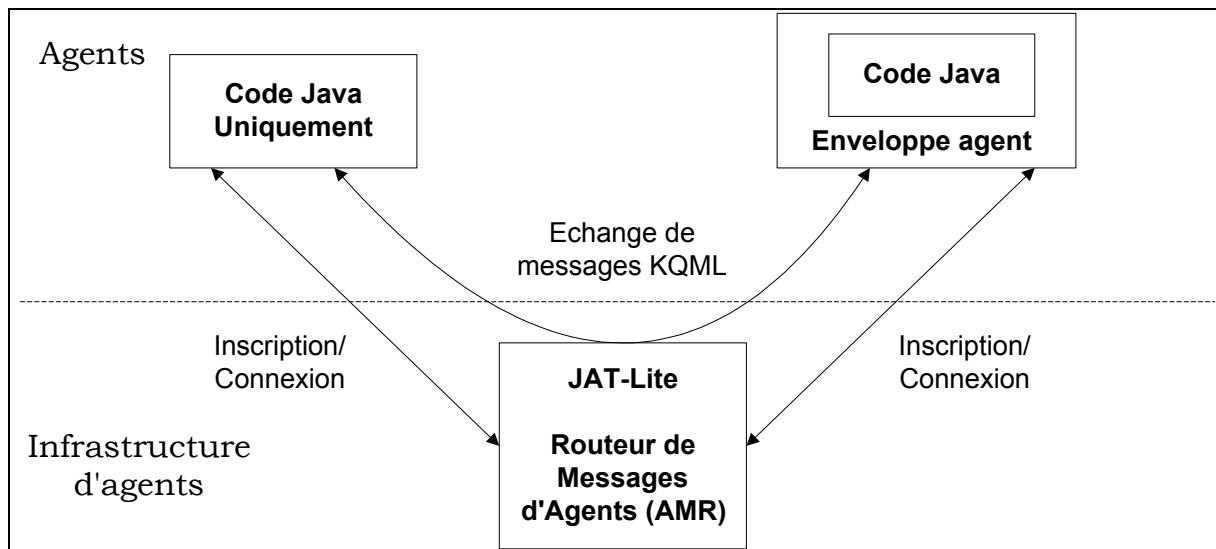 Agents
Code Java
Uniquement
Code Java
Enveloppe agent
Echange de
messages KQML
Inscription/
Connexion
Inscription/
Connexion
JAT-Lite
Routeur de
Messages
d'Agents (AMR)
Infrastructure
d'agents